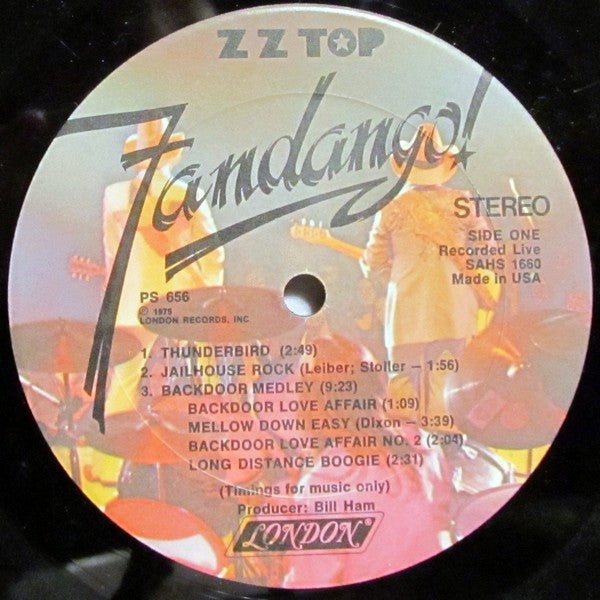 ZZ TOP
Fandango!
STEREO
SIDE ONE
Recorded Live
SAHS 1660
Made in USA
PS 656
℗ 1975
LONDON RECORDS, INC
1. THUNDERBIRD (2:49)
2. JAILHOUSE ROCK (Leiber; Stoller – 1:56)
3. BACKDOOR MEDLEY (9:23)
BACKDOOR LOVE AFFAIR (1:09)
MELLOW DOWN EASY (Dixon – 3:39)
BACKDOOR LOVE AFFAIR NO. 2 (2:04)
LONG DISTANCE BOOGIE (2:31)
(Timings for music only)
Producer: Bill Ham
LONDON®